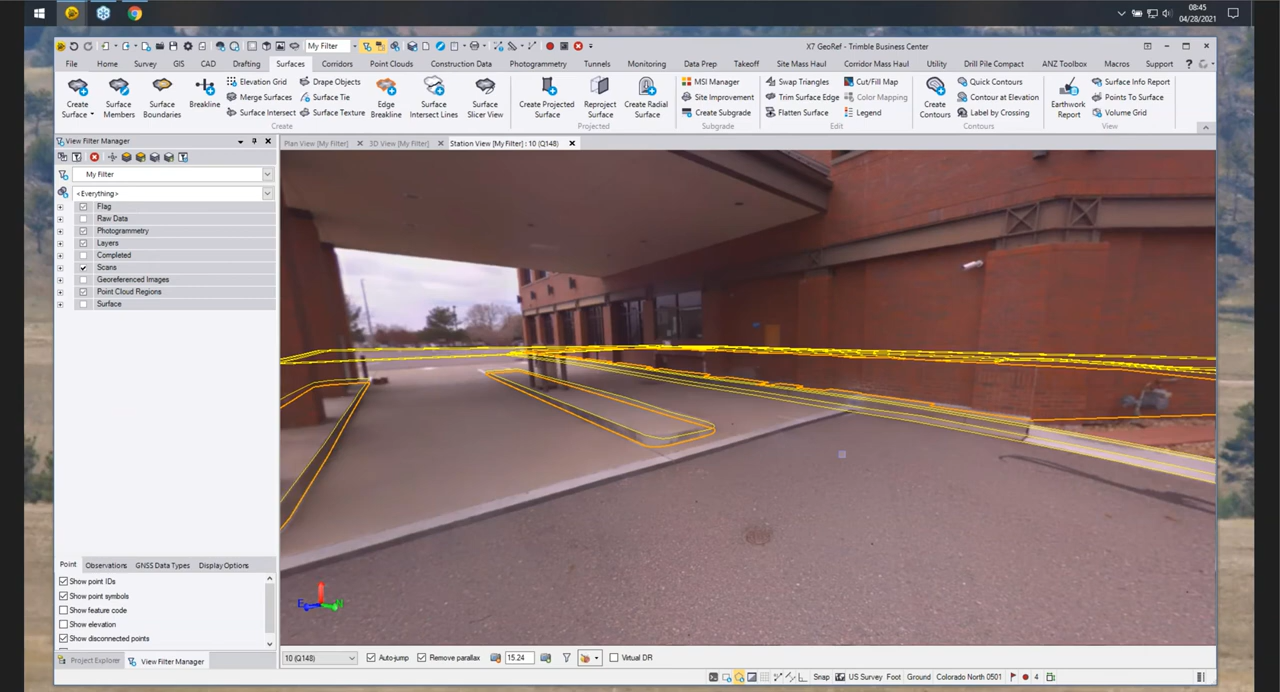 08:45
04/28/2021
My Filter
X7 GeoRef - Trimble Business Center
File Home Survey GIS CAD Drafting Surfaces Corridors Point Clouds Construction Data Photogrammetry Tunnels Monitoring Data Prep Takeoff Site Mass Haul Corridor Mass Haul Utility Drill Pile Compact ANZ Toolbox Macros Support
Create Surface
Surface Members
Surface Boundaries
Breakline
Elevation Grid
Merge Surfaces
Surface Intersect
Drape Objects
Surface Tie
Surface Texture
Edge Breakline
Surface Intersect Lines
Surface Slicer View
Create
Create Projected Surface
Reproject Surface
Create Radial Surface
Projected
MSI Manager
Site Improvement
Create Subgrade
Subgrade
Swap Triangles
Trim Surface Edge
Flatten Surface
Cut/Fill Map
Color Mapping
Legend
Edit
Create Contours
Quick Contours
Contour at Elevation
Label by Crossing
Contours
Earthwork Report
Surface Info Report
Points To Surface
Volume Grid
View
View Filter Manager
Plan View [My Filter] 3D View [My Filter] Station View [My Filter] : 10 (Q148)
My Filter
<Everything>
Flag
Raw Data
Photogrammetry
Layers
Completed
Scans
Georeferenced Images
Point Cloud Regions
Surface
Point Observations GNSS Data Types Display Options
Show point IDs
Show point symbols
Show feature code
Show elevation
Show disconnected points
Project Explorer View Filter Manager
E
10 (Q148) Auto-jump Remove parallax 15.24 Virtual DR
Snap US Survey Foot Ground Colorado North 0501 4